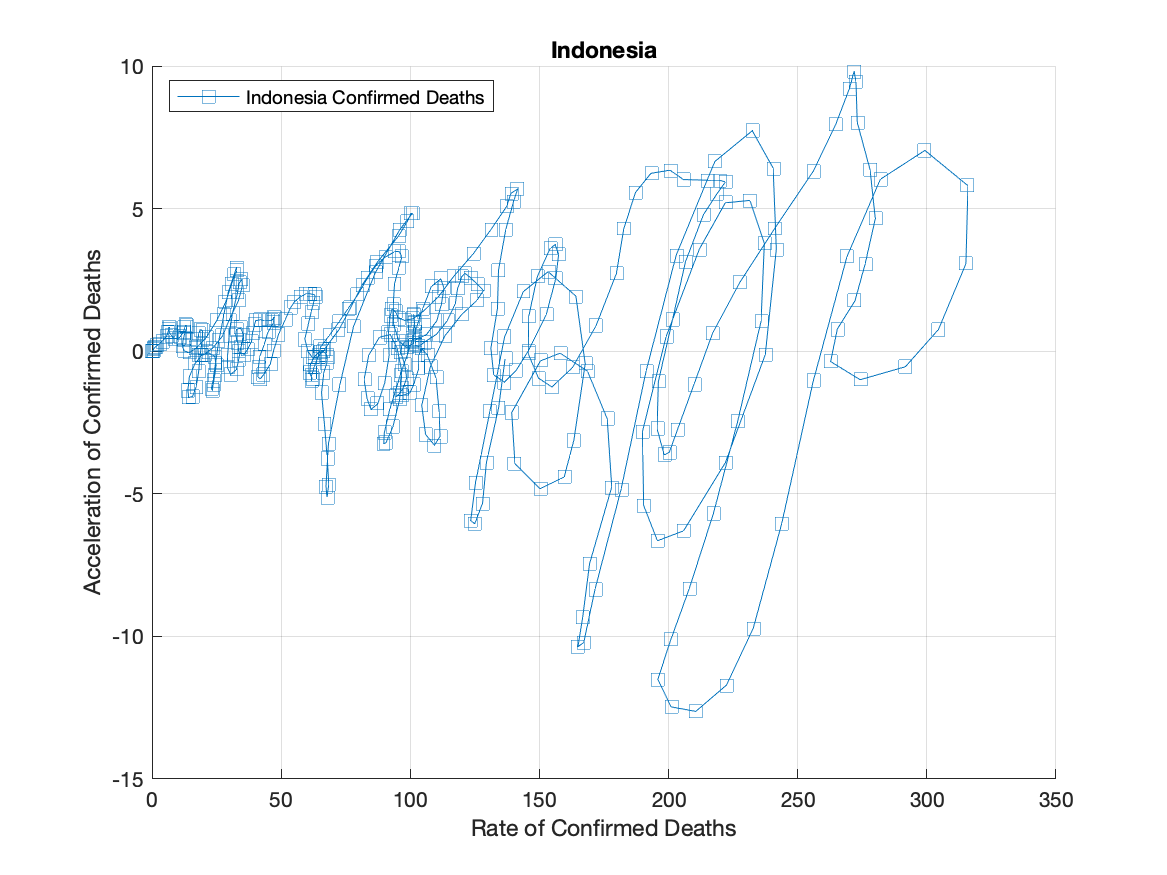 Indonesia
Indonesia Confirmed Deaths
10
5
0
-5
-10
-15
Acceleration of Confirmed Deaths
0 50 100 150 200 250 300 350
Rate of Confirmed Deaths